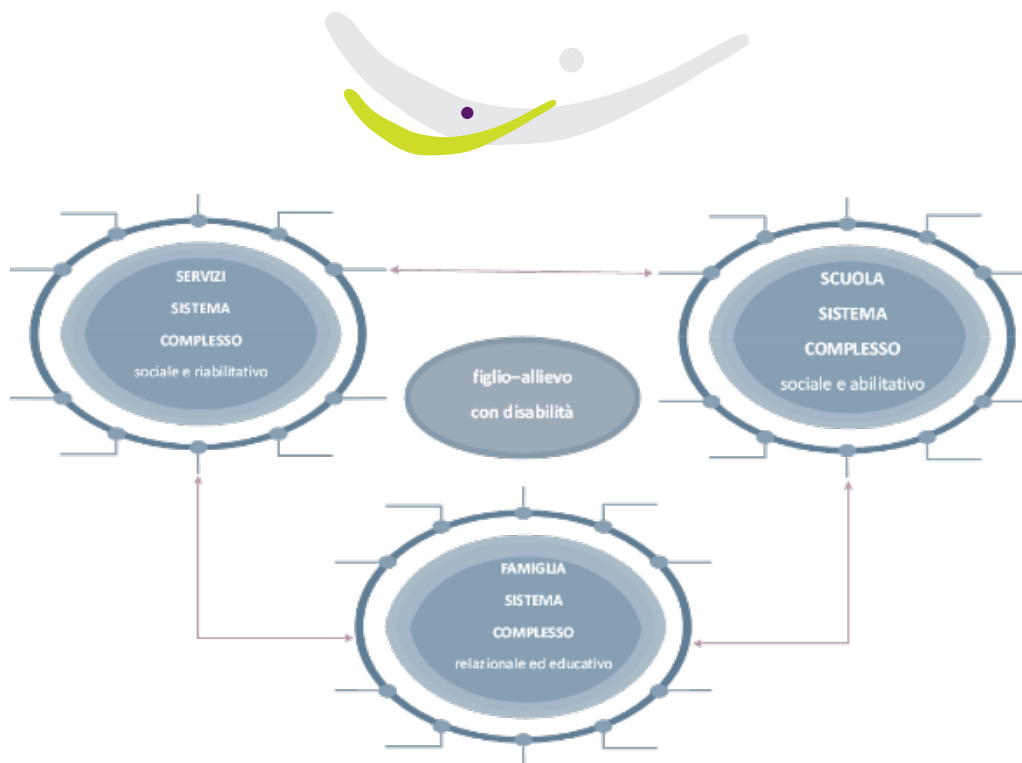 SERVIZI
SISTEMA
COMPLESSO
sociale e riabilitativo
SCUOLA
SISTEMA
COMPLESSO
sociale e abilitativo
figlio–allievo
con disabilità
FAMIGLIA
SISTEMA
COMPLESSO
relazionale ed educativo